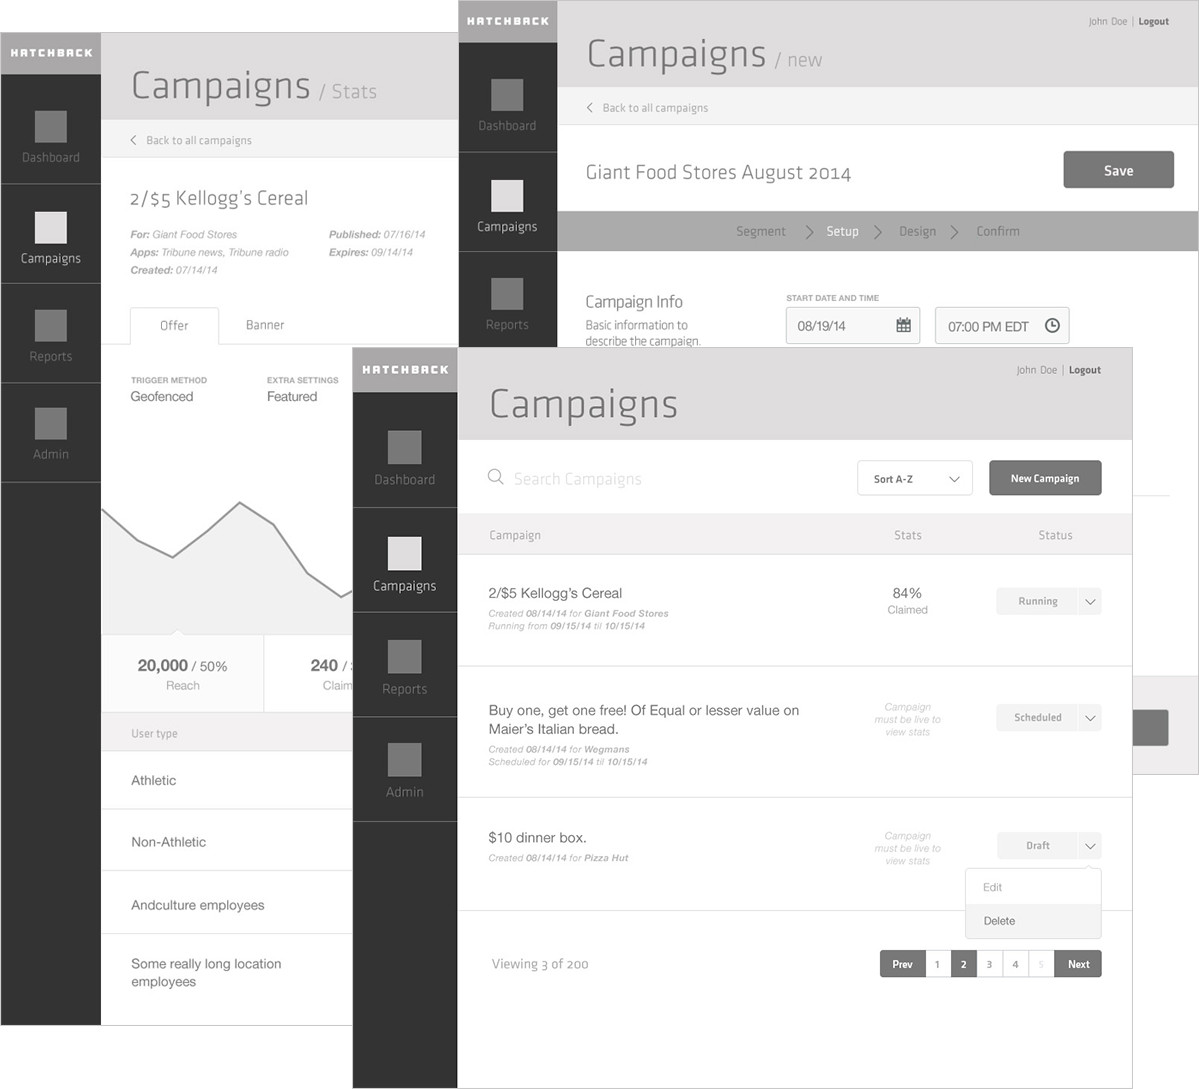 HATCHBACK
Campaigns / Stats
Back to all campaigns
Dashboard
Campaigns
Reports
Admin
2/$5 Kellogg's Cereal
For: Giant Food Stores
Published: 07/16/14
Apps: Tribune news, Tribune radio
Expires: 09/14/14
Created: 07/14/14
Offer
Banner
TRIGGER METHOD
EXTRA SETTINGS
Geofenced
Featured
20,000 / 50%
Reach
240 /
User type
Athletic
Non-Athletic
Andculture employees
Some really long location
employees
HATCHBACK
John Doe | Logout
Campaigns / new
Back to all campaigns
Dashboard
Campaigns
Reports
Giant Food Stores August 2014
Save
Segment
Setup
Design
Confirm
Campaign Info
Basic information to
describe the campaign.
START DATE AND TIME
08/19/14
07:00 PM EDT
HATCHBACK
John Doe | Logout
Campaigns
Dashboard
Campaigns
Reports
Admin
Search Campaigns
Sort A-Z
New Campaign
Campaign
Stats
Status
2/$5 Kellogg's Cereal
Created 08/14/14 for Giant Food Stores
Running from 09/15/14 til 10/15/14
84%
Claimed
Running
Buy one, get one free! Of Equal or lesser value on
Maier's Italian bread.
Created 08/14/14 for Wegmans
Scheduled for 09/15/14 til 10/15/14
Campaign
must be live to
view stats
Scheduled
$10 dinner box.
Created 08/14/14 for Pizza Hut
Campaign
must be live to
view stats
Draft
Edit
Delete
Viewing 3 of 200
Prev
1
2
3
4
5
Next